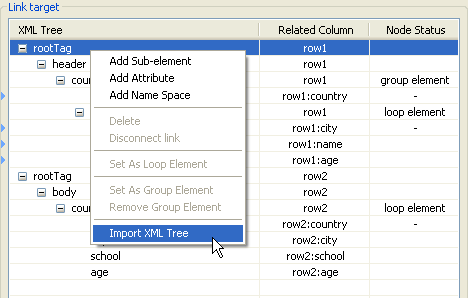 Link target
XML Tree Related Column Node Status
rootTag row1
header row1
Add Sub-element
cou row1 group element
Add Attribute
Add Name Space
row1:country -
row1 loop element
Delete
row1:city -
Disconnect link
row1:name
Set As Loop Element
row1:age
rootTag row2
Set As Group Element
body row2
Remove Group Element
cou row2 loop element
row2:country -
Import XML Tree
row2:city
school row2:school
age row2:age